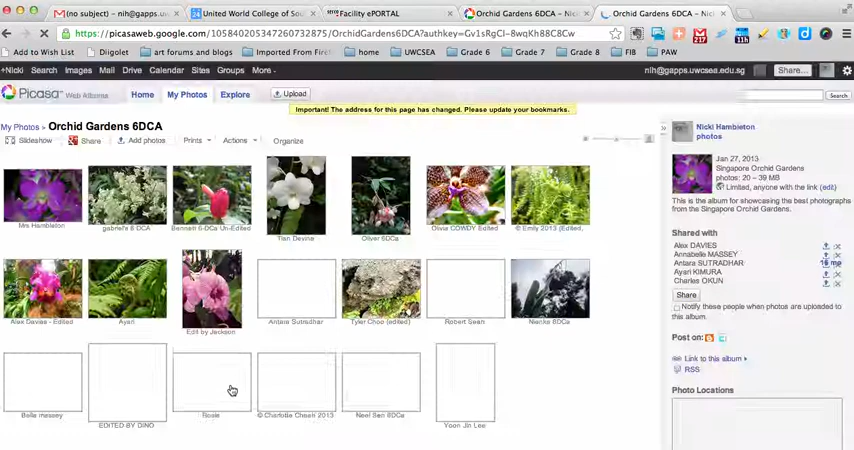 (no subject) - nih@gapps.uv
United World College of Sou
Facility ePORTAL
Orchid Gardens 6DCA - Nick
Orchid Gardens 6DCA - Nick
https://picasaweb.google.com/105840205347260732875/OrchidGardens6DCA?authkey=Gv1sRgCI-8wqKh88C8Cw
217
11h
Add to Wish List Diigolet art forums and blogs Imported From Firef home UWCSEA Grade 6 Grade 7 Grade 8 FIB PAW
+Nicki Search Images Mail Drive Calendar Sites Groups More - nih@gapps.uwcsea.edu.sg Share...
Picasa Web Albums Home My Photos Explore Upload Search
Important! The address for this page has changed. Please update your bookmarks.
My Photos > Orchid Gardens 6DCA
Slideshow Share Add photos Prints Actions Organize
Mrs Hambleton
gabriel's 6 DCA
Bennett 6-DCa Un-Edited
Tian Devine
Oliver 6DCa
Olivia COWDY Edited
© Emily 2013 (Edited,
Alex Davies - Edited
Ayari
Edit by Jackson
Antara Sutradhar
Tyler Choo (edited)
Robert Sean
Nienke 6DCa
Bella massey
EDITED BY DINO
Rosie
© Charlotte Cheatr 2013
Neel Sen 6DCa
Yoon Jin Lee
Nicki Hambleton
photos
Jan 27, 2013
Singapore Orchid Gardens
photos: 20 – 39 MB
Limited, anyone with the link (edit)
This is the album for showcasing the best photographs
from the Singapore Orchid Gardens.
Shared with
Alex DAVIES
Annabelle MASSEY
Antara SUTRADHAR
Ayari KIMURA
Charles OKUN
Share
Notify these people when photos are uploaded to
this album.
Post on:
Link to this album
RSS
Photo Locations